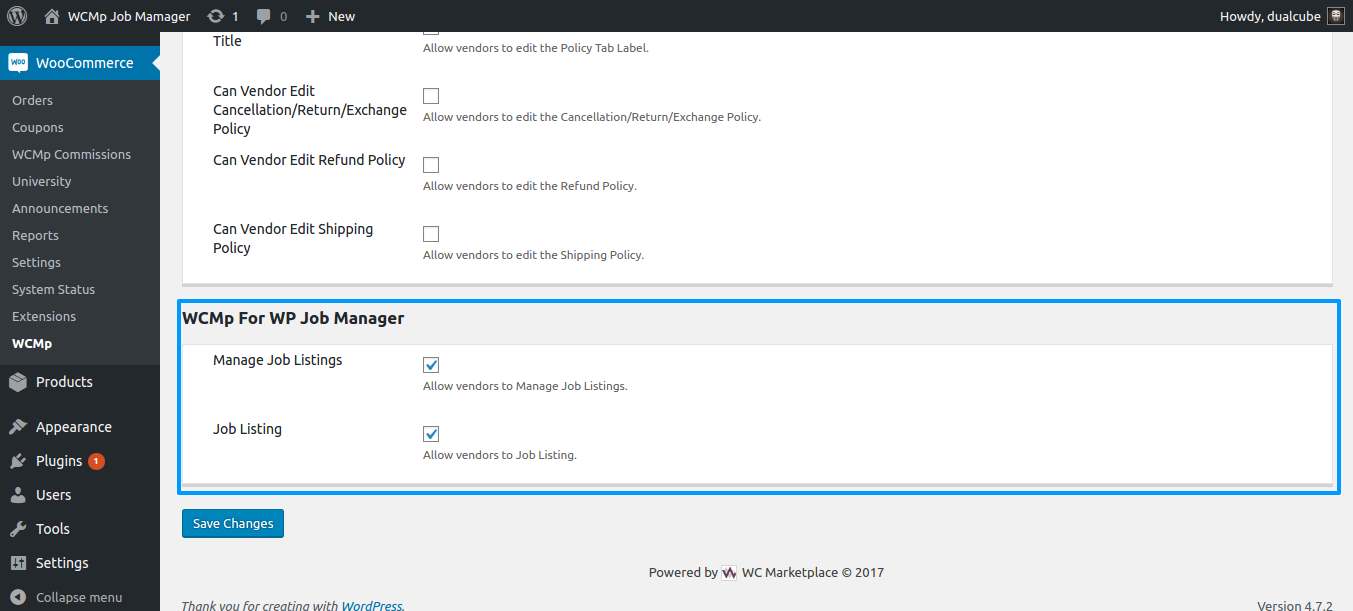 WCMp Job Mamager 1 0 New Howdy, dualcube
WooCommerce
Orders
Coupons
WCMp Commissions
University
Announcements
Reports
Settings
System Status
Extensions
WCMp
Products
Appearance
Plugins 1
Users
Tools
Settings
Collapse menu
Title
Allow vendors to edit the Policy Tab Label.
Can Vendor Edit
Cancellation/Return/Exchange
Policy
Allow vendors to edit the Cancellation/Return/Exchange Policy.
Can Vendor Edit Refund Policy
Allow vendors to edit the Refund Policy.
Can Vendor Edit Shipping
Policy
Allow vendors to edit the Shipping Policy.
WCMp For WP Job Manager
Manage Job Listings
Allow vendors to Manage Job Listings.
Job Listing
Allow vendors to Job Listing.
Save Changes
Powered by WC Marketplace © 2017
Thank you for creating with WordPress.
Version 4.7.2